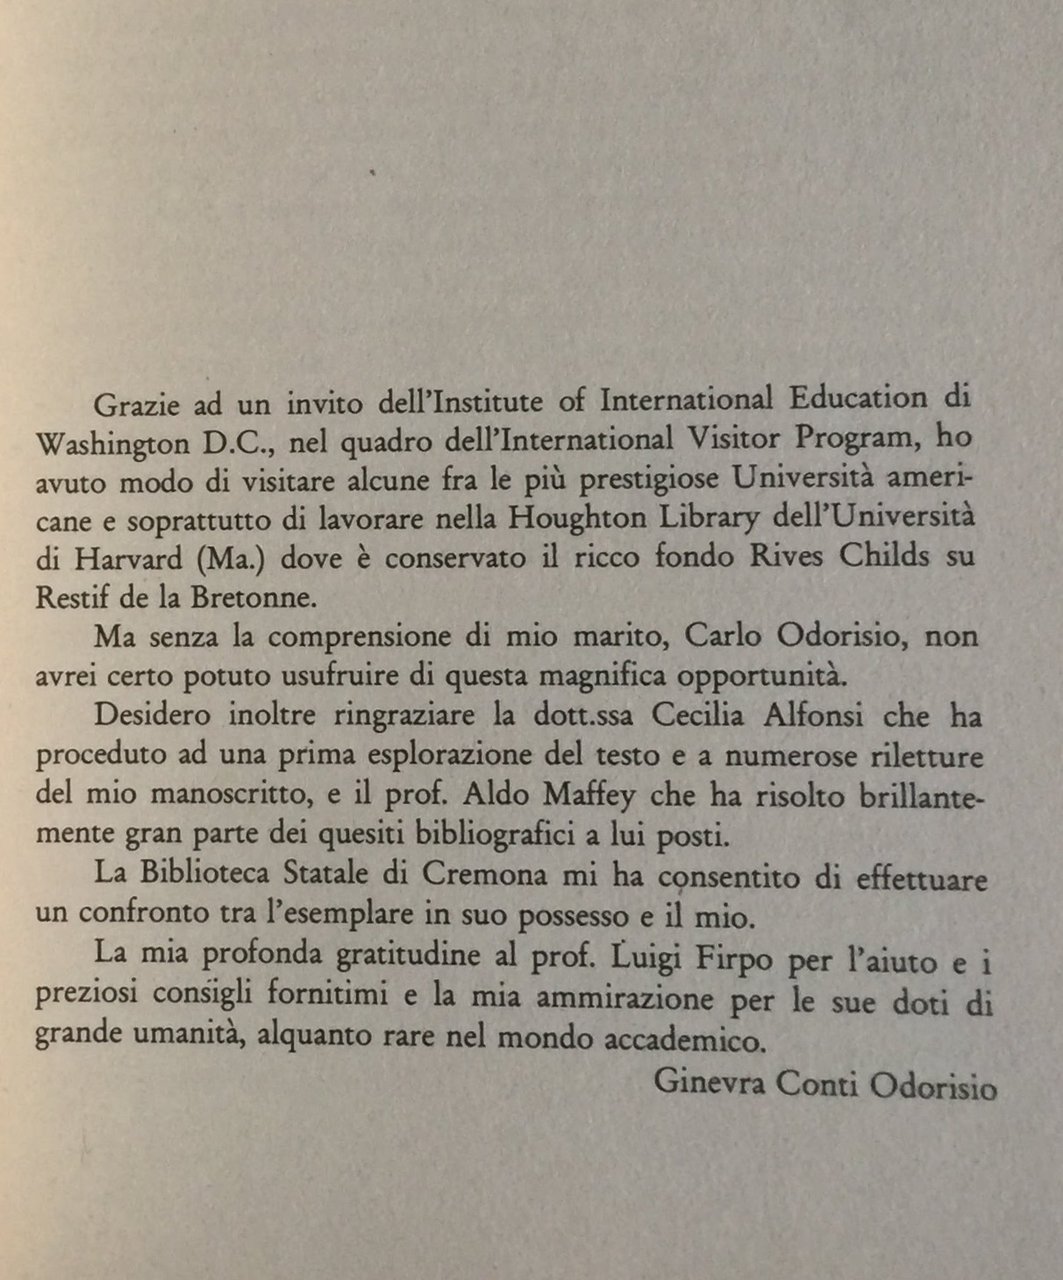 Grazie ad un invito dell'Institute of International Education di
Washington D.C., nel quadro dell'International Visitor Program, ho
avuto modo di visitare alcune fra le più prestigiose Università ameri-
cane e soprattutto di lavorare nella Houghton Library dell'Università
di Harvard (Ma.) dove è conservato il ricco fondo Rives Childs su
Restif de la Bretonne.
Ma senza la comprensione di mio marito, Carlo Odorisio, non
avrei certo potuto usufruire di questa magnifica opportunità.
Desidero inoltre ringraziare la dott.ssa Cecilia Alfonsi che ha
proceduto ad una prima esplorazione del testo e a numerose riletture
del mio manoscritto, e il prof. Aldo Maffey che ha risolto brillante-
mente gran parte dei quesiti bibliografici a lui posti.
La Biblioteca Statale di Cremona mi ha consentito di effettuare
un confronto tra l'esemplare in suo possesso e il mio.
La mia profonda gratitudine al prof. Luigi Firpo per l'aiuto e i
preziosi consigli fornitimi e la mia ammirazione per le sue doti di
grande umanità, alquanto rare nel mondo accademico.
Ginevra Conti Odorisio